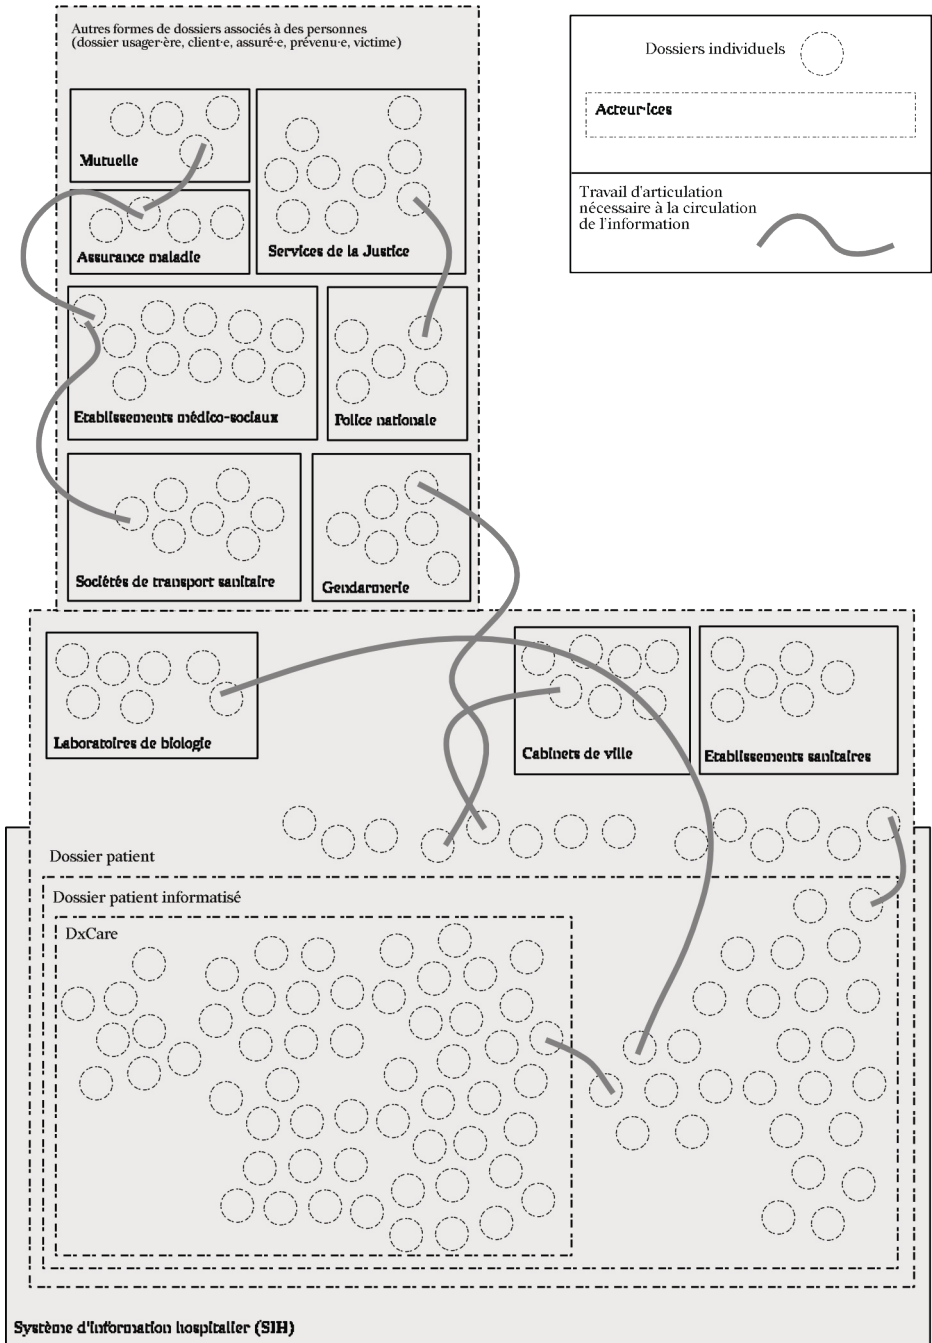 Autres formes de dossiers associés à des personnes
(dossier usager·ère, client·e, assuré·e, prévenu·e, victime)
Mutuelle
Assurance maladie
Services de la Justice
Etablissements médico-sociaux
Police nationale
Sociétés de transport sanitaire
Gendarmerie
Dossiers individuels
Acteur·ices
Travail d'articulation
nécessaire à la circulation
de l'information
Laboratoires de biologie
Cabinets de ville
Etablissements sanitaires
Dossier patient
Dossier patient informatisé
DxCare
Système d'information hospitalier (SIH)